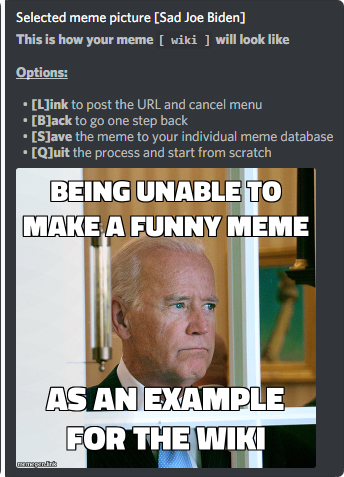 Selected meme picture [Sad Joe Biden]
This is how your meme [ wiki ] will look like
Options:
• [L]ink to post the URL and cancel menu
• [B]ack to go one step back
• [S]ave the meme to your individual meme database
• [Q]uit the process and start from scratch
BEING UNABLE TO
MAKE A FUNNY MEME
AS AN EXAMPLE
FOR THE WIKI
memegen.link